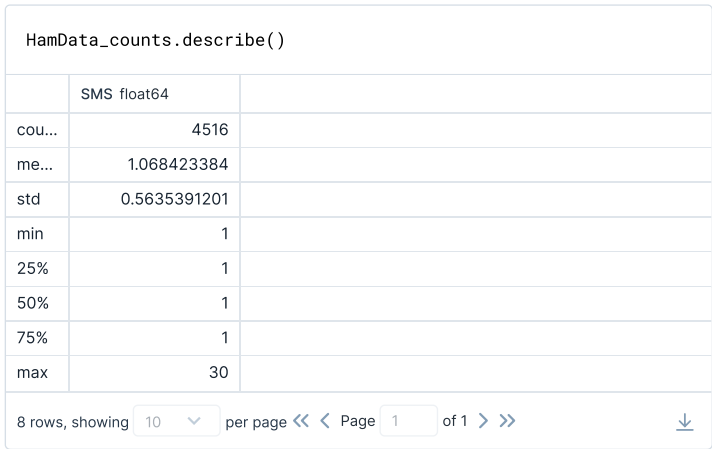 HamData_counts.describe()
SMS float64
cou... 4516
me... 1.068423384
std 0.5635391201
min 1
25% 1
50% 1
75% 1
max 30
8 rows, showing 10 per page Page 1 of 1